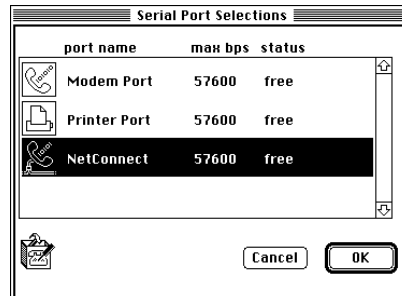 Serial Port Selections
port name max bps status
Modem Port 57600 free
Printer Port 57600 free
NetConnect 57600 free
Cancel OK